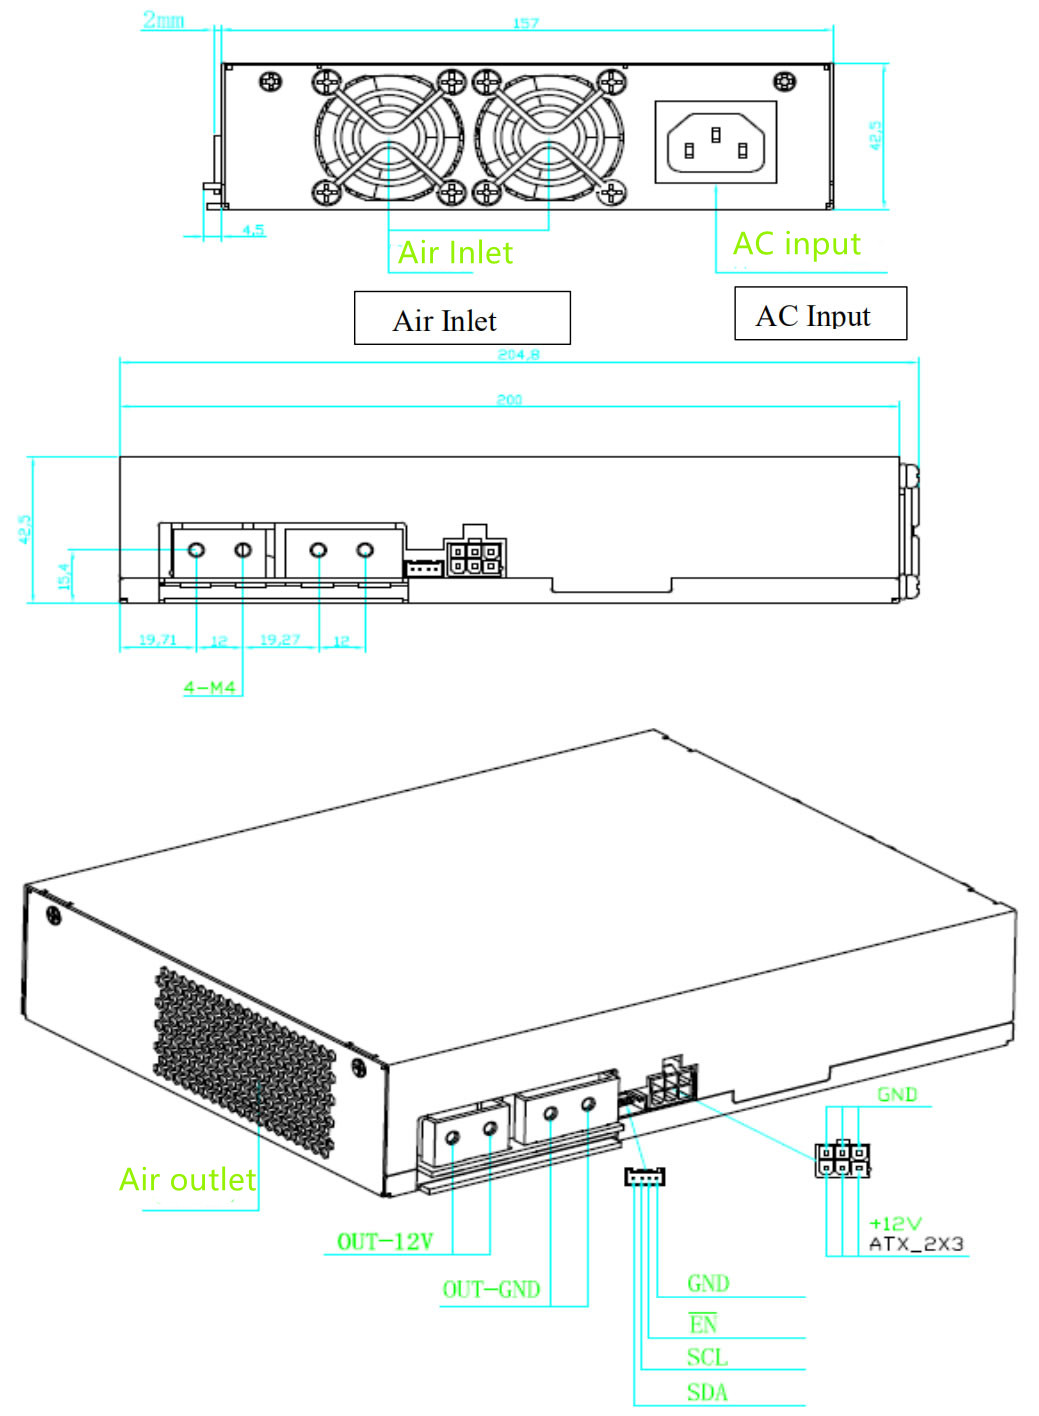 2mm
157
42,5
4,5
Air Inlet
AC input
Air Inlet
AC Input
204,8
200
42,5
15,4
19,71
12
19,27
12
4-M4
GND
Air outlet
+12V
ATX_2X3
OUT-12V
OUT-GND
GND
EN
SCL
SDA